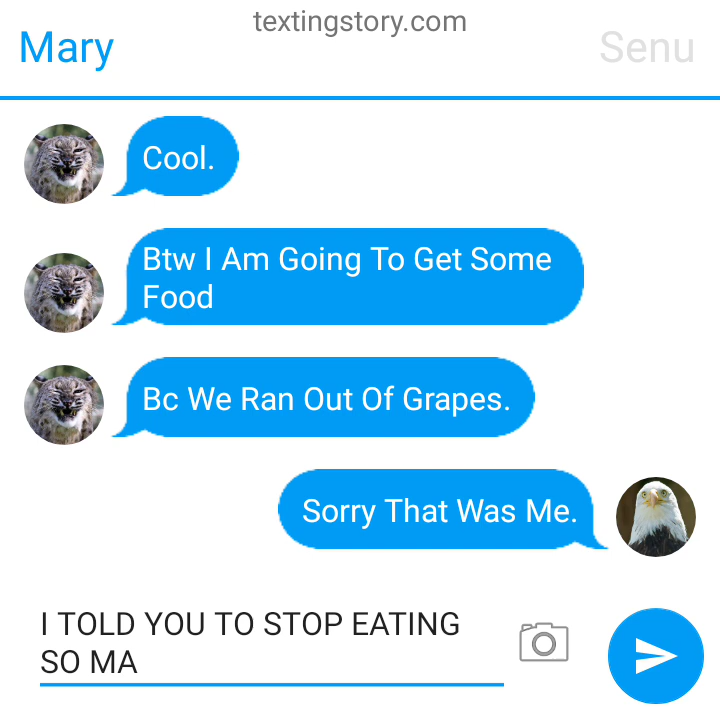 textingstory.com
Mary
Senu
Cool.
Btw I Am Going To Get Some
Food
Bc We Ran Out Of Grapes.
Sorry That Was Me.
I TOLD YOU TO STOP EATING
SO MA